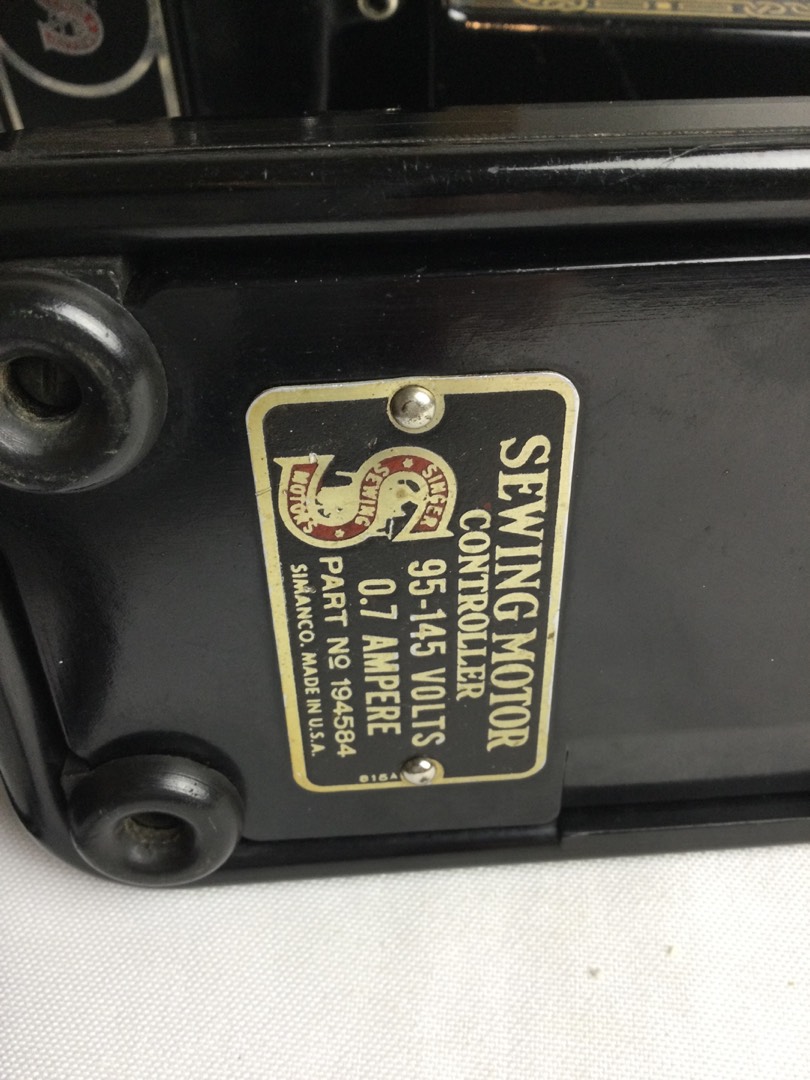 SEWING MOTOR
CONTROLLER
SINGER
SEWING
MOTORS
95-145 VOLTS
0.7 AMPERE
PART No 194584
SIMANCO. MADE IN U.S.A.